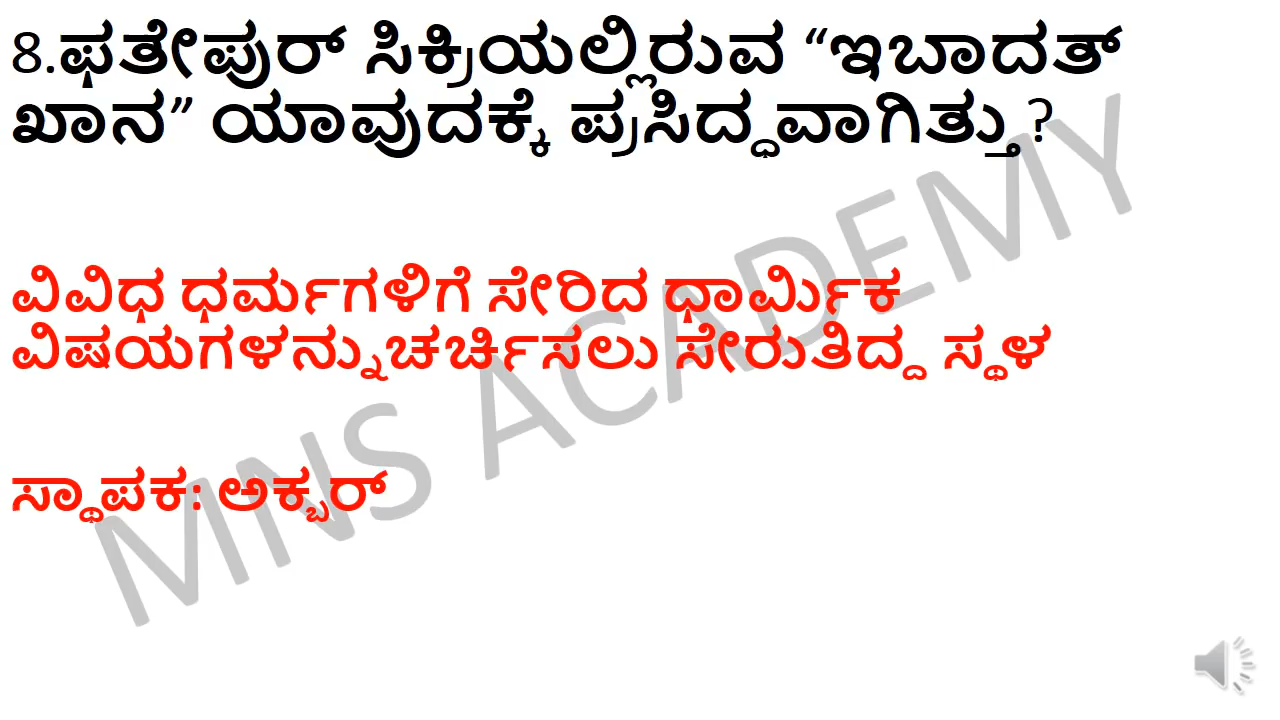 8.ಫತೇಪುರ್ ಸಿಕ್ರಿಯಲ್ಲಿರುವ “ಇಬಾದತ್
ಖಾನ” ಯಾವುದಕ್ಕೆ ಪ್ರಸಿದ್ಧವಾಗಿತ್ತು?
ವಿವಿಧ ಧರ್ಮಗಳಿಗೆ ಸೇರಿದ ಧಾರ್ಮಿಕ
ವಿಷಯಗಳನ್ನುಚರ್ಚಿಸಲು ಸೇರುತಿದ್ದ ಸ್ಥಳ
ಸ್ಥಾಪಕ: ಅಕ್ಬರ್
MNS ACADEMY